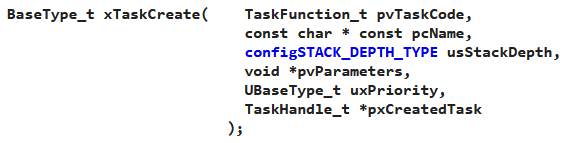 BaseType_t xTaskCreate( TaskFunction_t pvTaskCode,
const char * const pcName,
configSTACK_DEPTH_TYPE usStackDepth,
void *pvParameters,
UBaseType_t uxPriority,
TaskHandle_t *pxCreatedTask
);